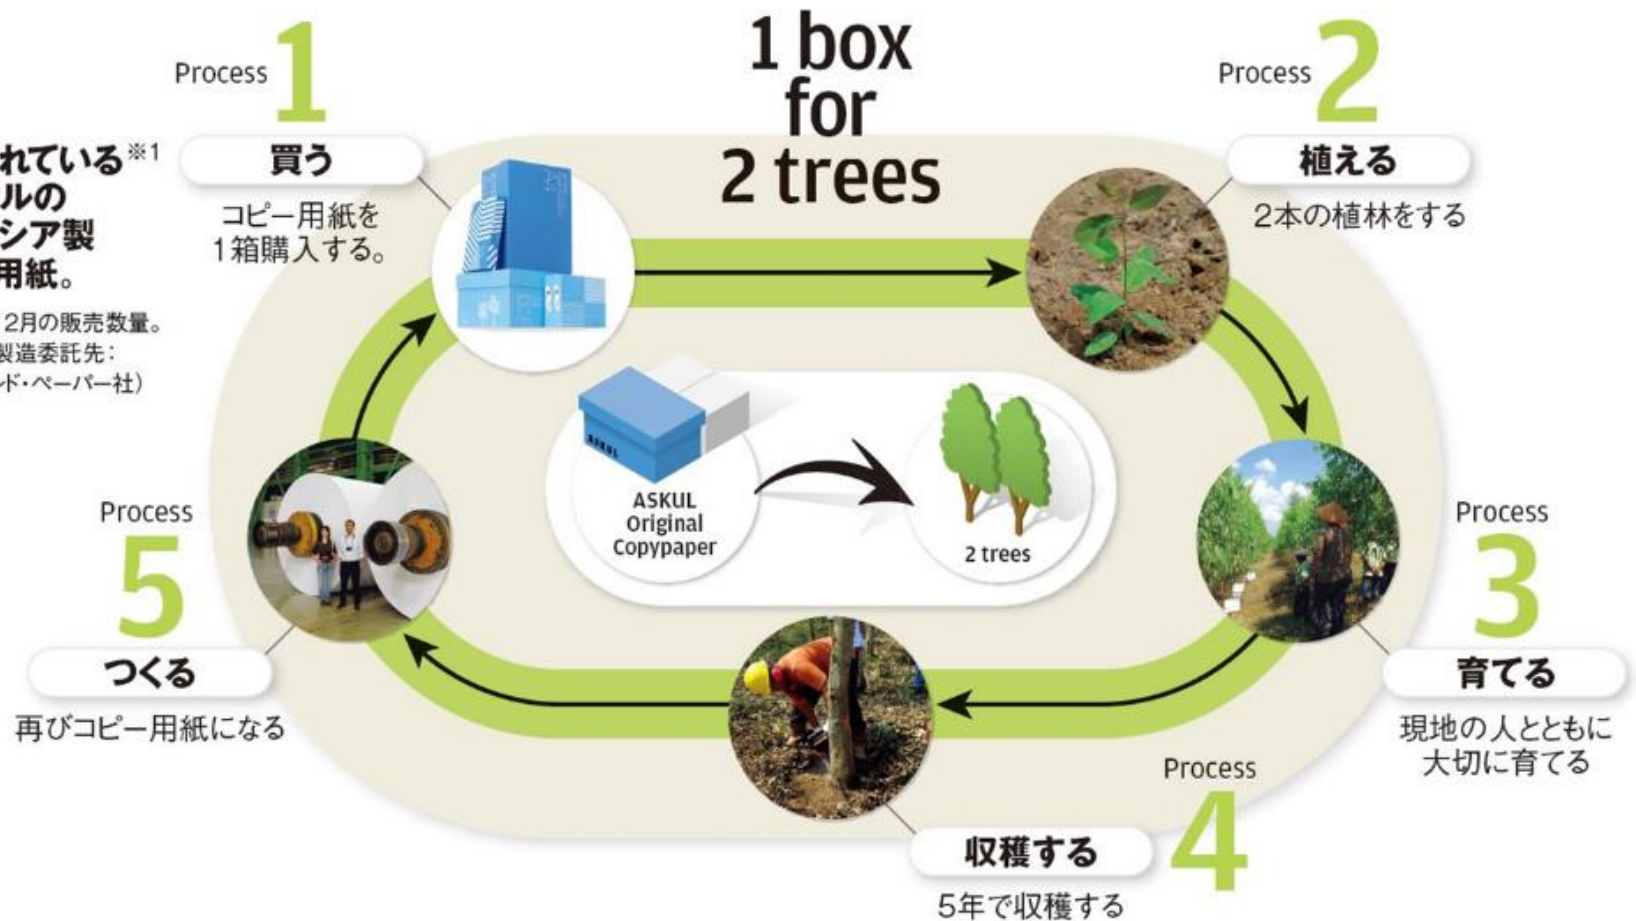 1 box
for
2 trees
Process 1
買う
コピー用紙を
1箱購入する。
Process 2
植える
2本の植林をする
れている※1
ルの
シア製
用紙。
2月の販売数量。
製造委託先：
ド・ペーパー社）
ASKUL
ASKUL
Original
Copypaper
2 trees
Process
3
育てる
現地の人とともに
大切に育てる
Process
4
収穫する
5年で収穫する
Process
5
つくる
再びコピー用紙になる